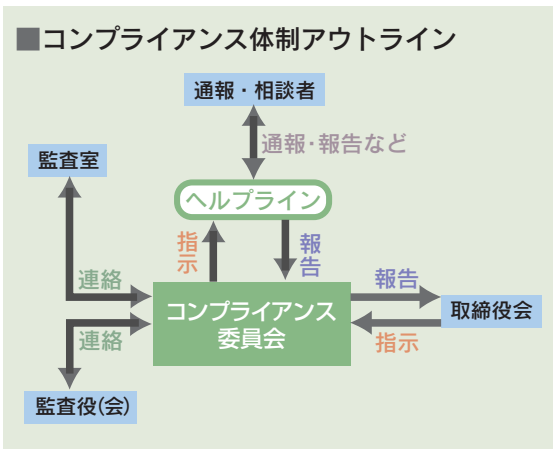 ■コンプライアンス体制アウトライン
通報・相談者
通報・報告など
監査室
ヘルプライン
指示
報告
連絡
コンプライアンス
委員会
報告
取締役会
指示
連絡
監査役(会)